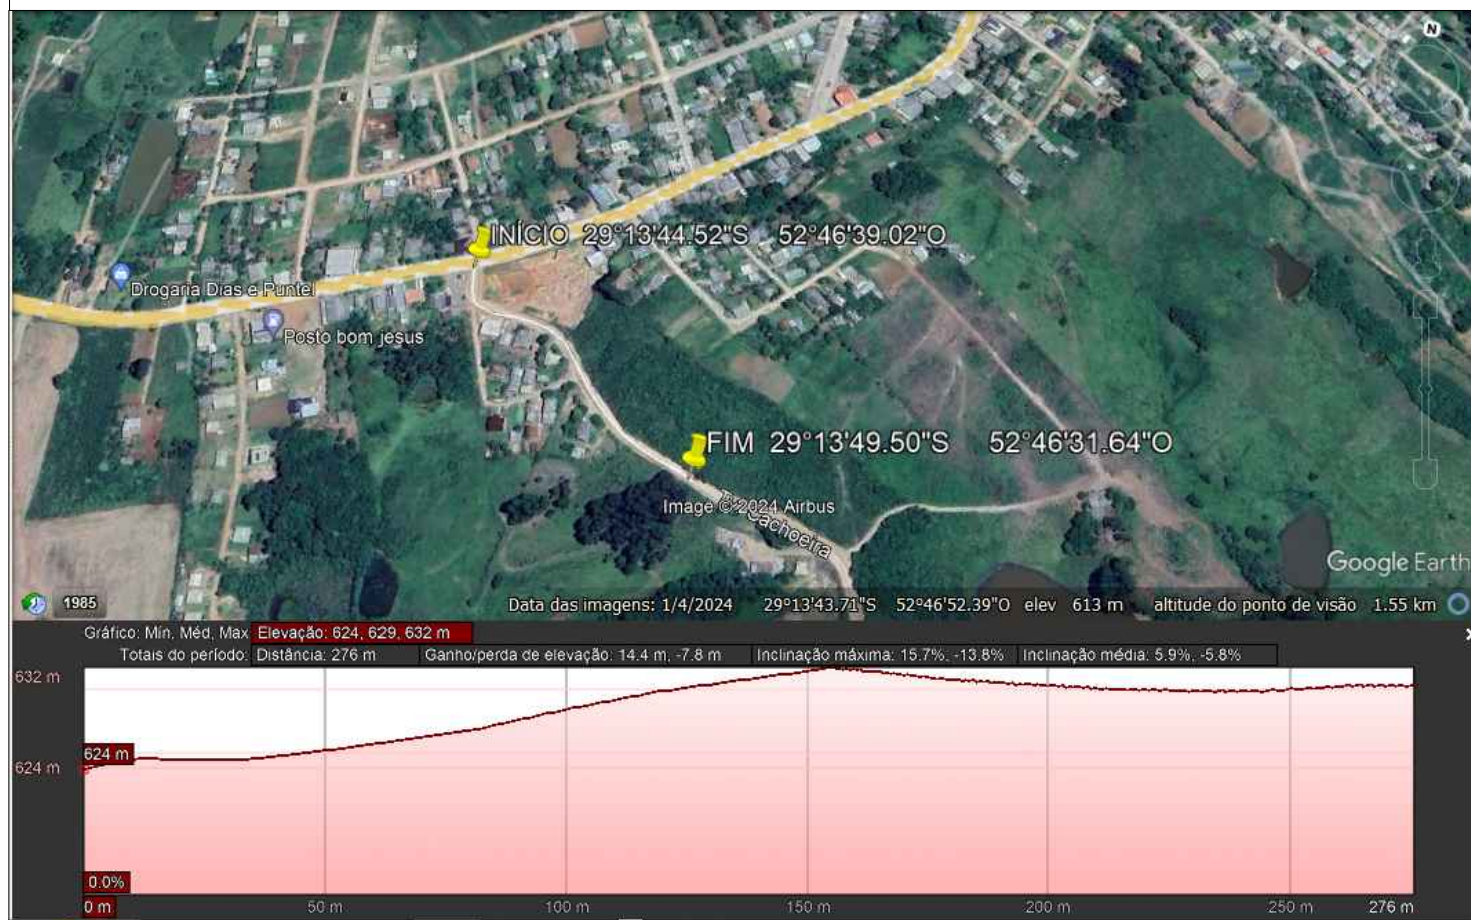 N
INÍCIO 29°13'44.52"S 52°46'39.02"O
Drogaria Dias e Puntel
Posto bom jesus
FIM 29°13'49.50"S 52°46'31.64"O
Image © 2024 Airbus
Cachoeira
Google Earth
1985
Data das imagens: 1/4/2024 29°13'43.71"S 52°46'52.39"O elev 613 m altitude do ponto de visão 1.55 km
Gráfico: Mín, Méd, Max Elevação: 624, 629, 632 m
Totais do período: Distância: 276 m Ganho/perda de elevação: 14.4 m, -7.8 m Inclinação máxima: 15.7%, -13.8% Inclinação média: 5.9%, -5.8%
632 m
624 m
624 m
0.0%
0 m 50 m 100 m 150 m 200 m 250 m 276 m